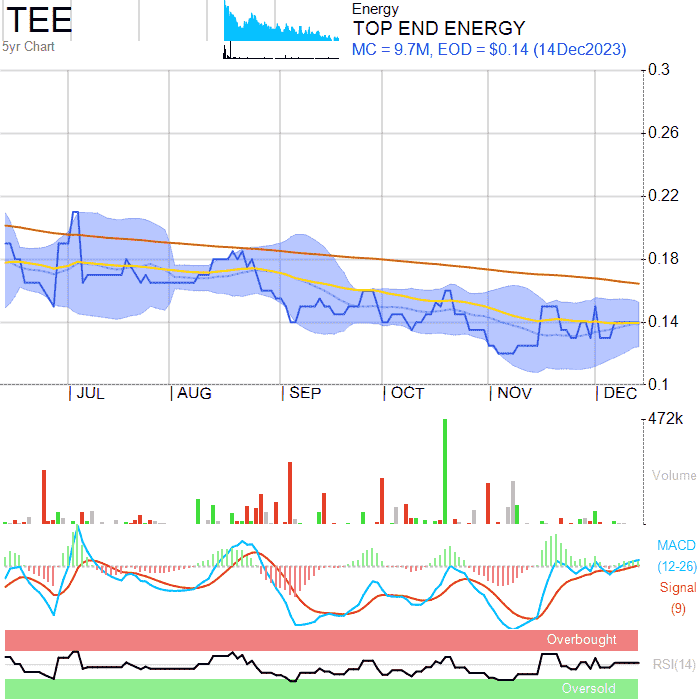 TEE
5yr Chart
Energy
TOP END ENERGY
MC = 9.7M, EOD = $0.14 (14Dec2023)
0.3
0.26
0.22
0.18
0.14
0.1
JUL
AUG
SEP
OCT
NOV
DEC
472k
Volume
MACD
(12-26)
Signal
(9)
Overbought
RSI(14)
Oversold